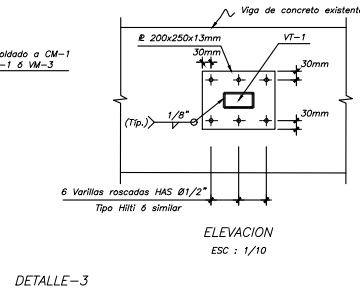 Viga de concreto existente
oldado a CM-1
-1 ó VM-3
℄ 200x250x13mm
VT-1
30mm
30mm
(Típ.)
1/8"
30mm
6 Varillas roscadas HAS Ø1/2"
Tipo Hilti ó similar
ELEVACION
ESC : 1/10
DETALLE-3